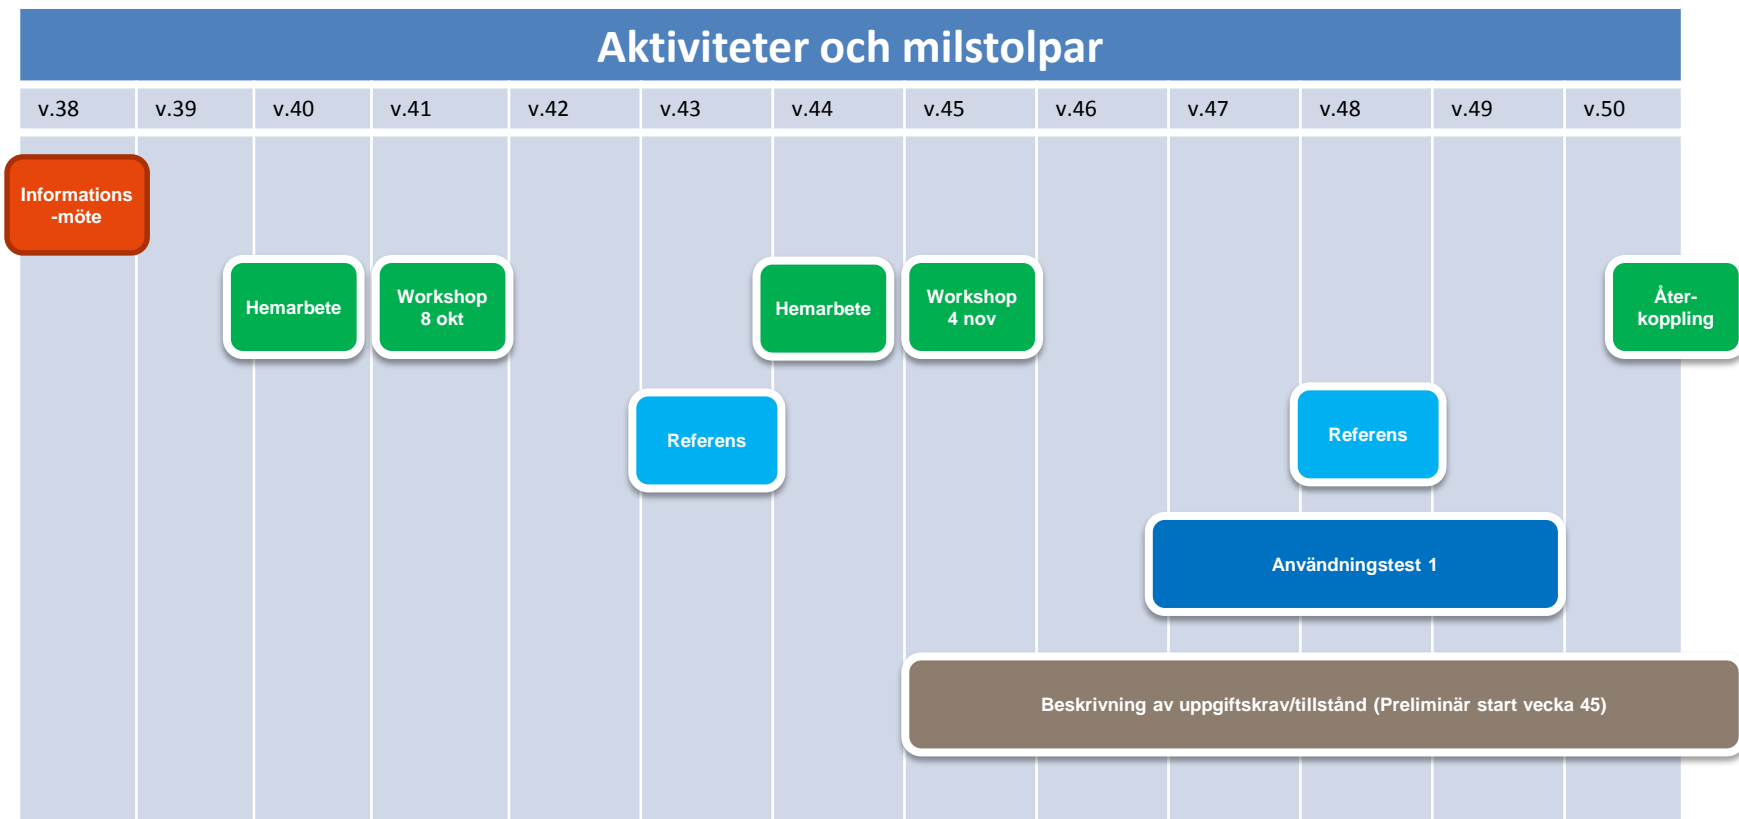 Aktiviteter och milstolpar
v.38 v.39 v.40 v.41 v.42 v.43 v.44 v.45 v.46 v.47 v.48 v.49 v.50
Informations
-möte
Hemarbete
Workshop
8 okt
Hemarbete
Workshop
4 nov
Åter-
koppling
Referens
Referens
Användningstest 1
Beskrivning av uppgiftskrav/tillstånd (Preliminär start vecka 45)